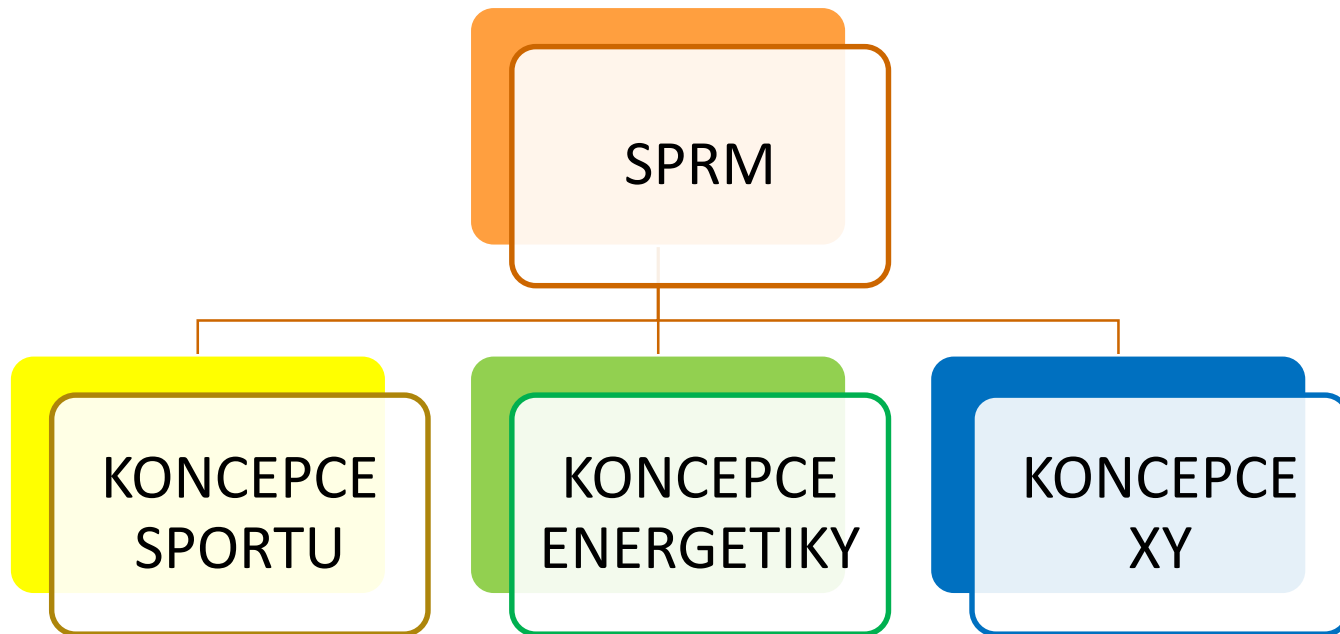 SPRM
KONCEPCE
SPORTU
KONCEPCE
ENERGETIKY
KONCEPCE
XY